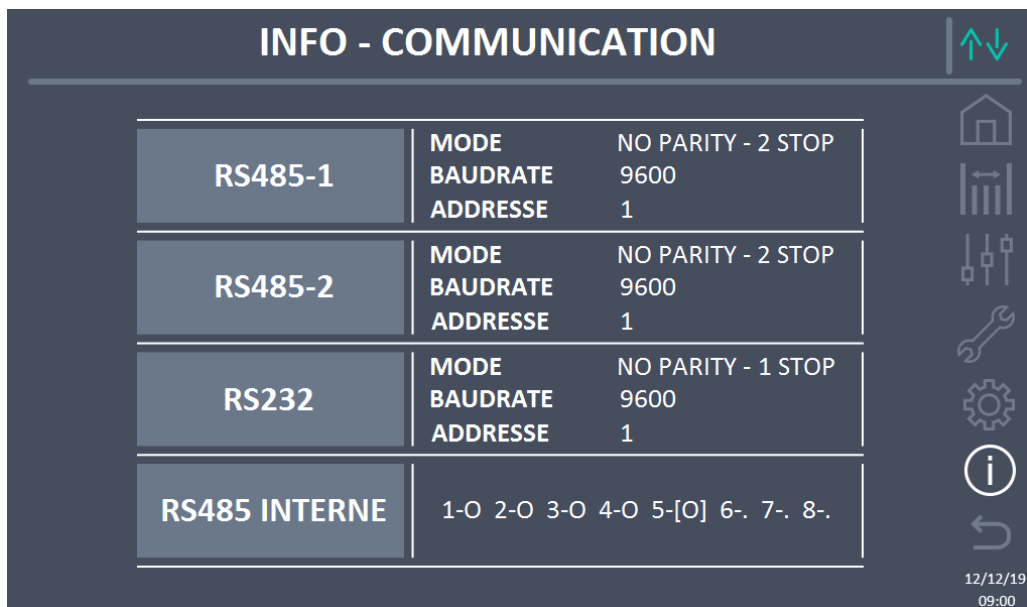 INFO - COMMUNICATION
RS485-1
MODE NO PARITY - 2 STOP
BAUDRATE 9600
ADDRESSE 1
RS485-2
MODE NO PARITY - 2 STOP
BAUDRATE 9600
ADDRESSE 1
RS232
MODE NO PARITY - 1 STOP
BAUDRATE 9600
ADDRESSE 1
RS485 INTERNE
1-O 2-O 3-O 4-O 5-[O] 6-. 7-. 8-.
12/12/19
09:00